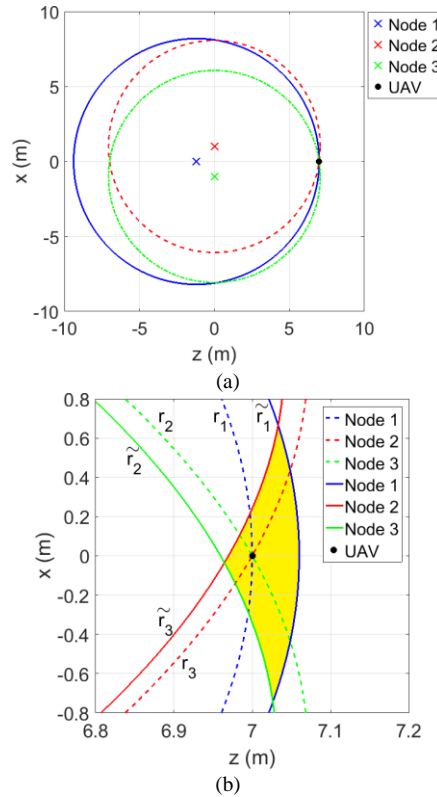 10
5
0
-5
-10
x (m)
-10 -5 0 5 10
z (m)
Node 1
Node 2
Node 3
UAV
(a)
0.8
0.6
0.4
0.2
0
-0.2
-0.4
-0.6
-0.8
x (m)
r2
r1
r̃1
r̃2
r̃3
r3
Node 1
Node 2
Node 3
Node 1
Node 2
Node 3
UAV
6.8 6.9 7 7.1 7.2
z (m)
(b)